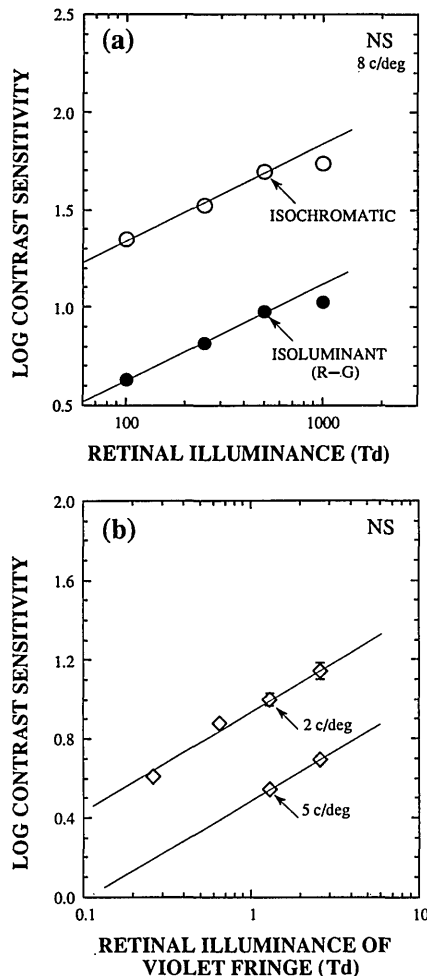 (a)
NS
8 c/deg
2.5
2.0
1.5
1.0
0.5
LOG CONTRAST SENSITIVITY
ISOCHROMATIC
ISOLUMINANT
(R–G)
100
1000
RETINAL ILLUMINANCE (Td)
(b)
NS
2.0
1.6
1.2
0.8
0.4
0.0
LOG CONTRAST SENSITIVITY
2 c/deg
5 c/deg
0.1
1
10
RETINAL ILLUMINANCE OF
VIOLET FRINGE (Td)